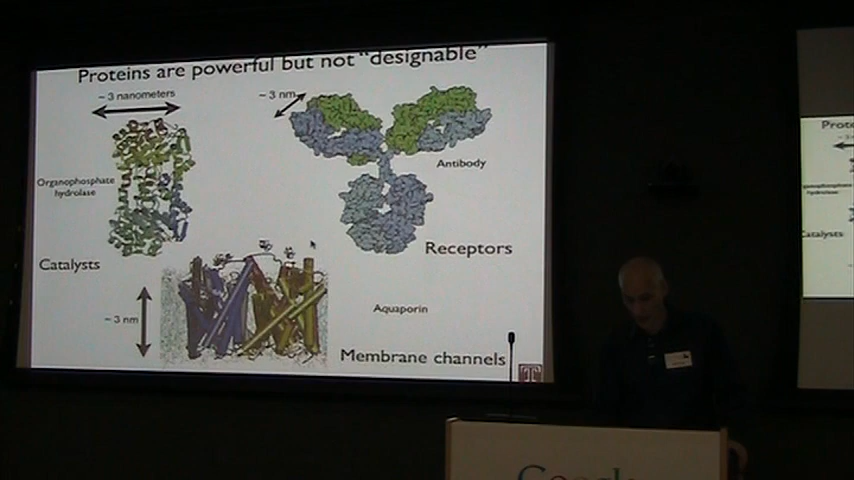 Proteins are powerful but not "designable"
~ 3 nanometers
~ 3 nm
Organophosphate
hydrolase
Antibody
Catalysts
Receptors
~ 3 nm
Aquaporin
Membrane channels
T
Prote
Catalysts